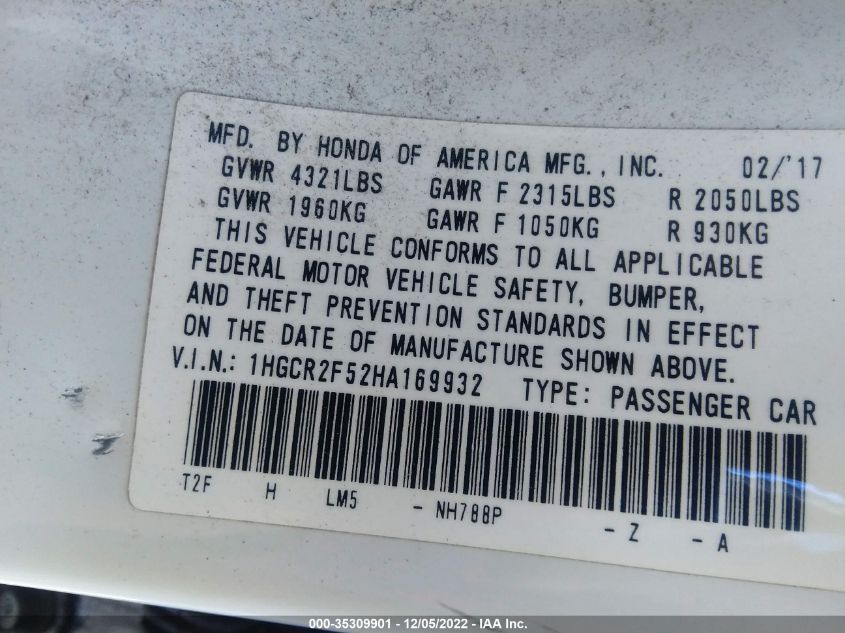 MFD. BY HONDA OF AMERICA MFG., INC. 02/'17
GVWR 4321LBS GAWR F 2315LBS R 2050LBS
GVWR 1960KG GAWR F 1050KG R 930KG
THIS VEHICLE CONFORMS TO ALL APPLICABLE
FEDERAL MOTOR VEHICLE SAFETY, BUMPER,
AND THEFT PREVENTION STANDARDS IN EFFECT
ON THE DATE OF MANUFACTURE SHOWN ABOVE.
V.I.N.: 1HGCR2F52HA169932 TYPE: PASSENGER CAR
T2F H LM5 - NH788P - Z - A
000-35309901 - 12/05/2022 - IAA Inc.